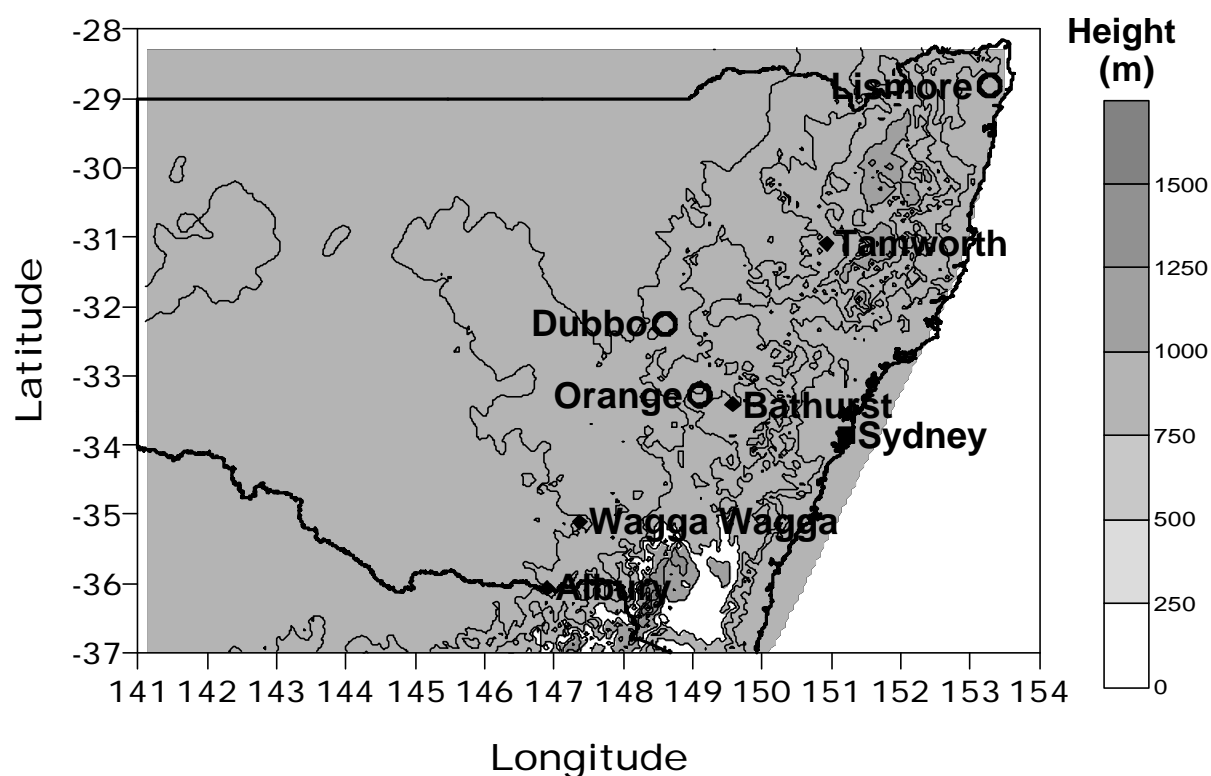 -28
-29
-30
-31
-32
-33
-34
-35
-36
-37
Latitude
Lismore
Tamworth
Dubbo
Orange
Bathurst
Sydney
Wagga Wagga
Albury
141 142 143 144 145 146 147 148 149 150 151 152 153 154
Longitude
Height
(m)
1500
1250
1000
750
500
250
0